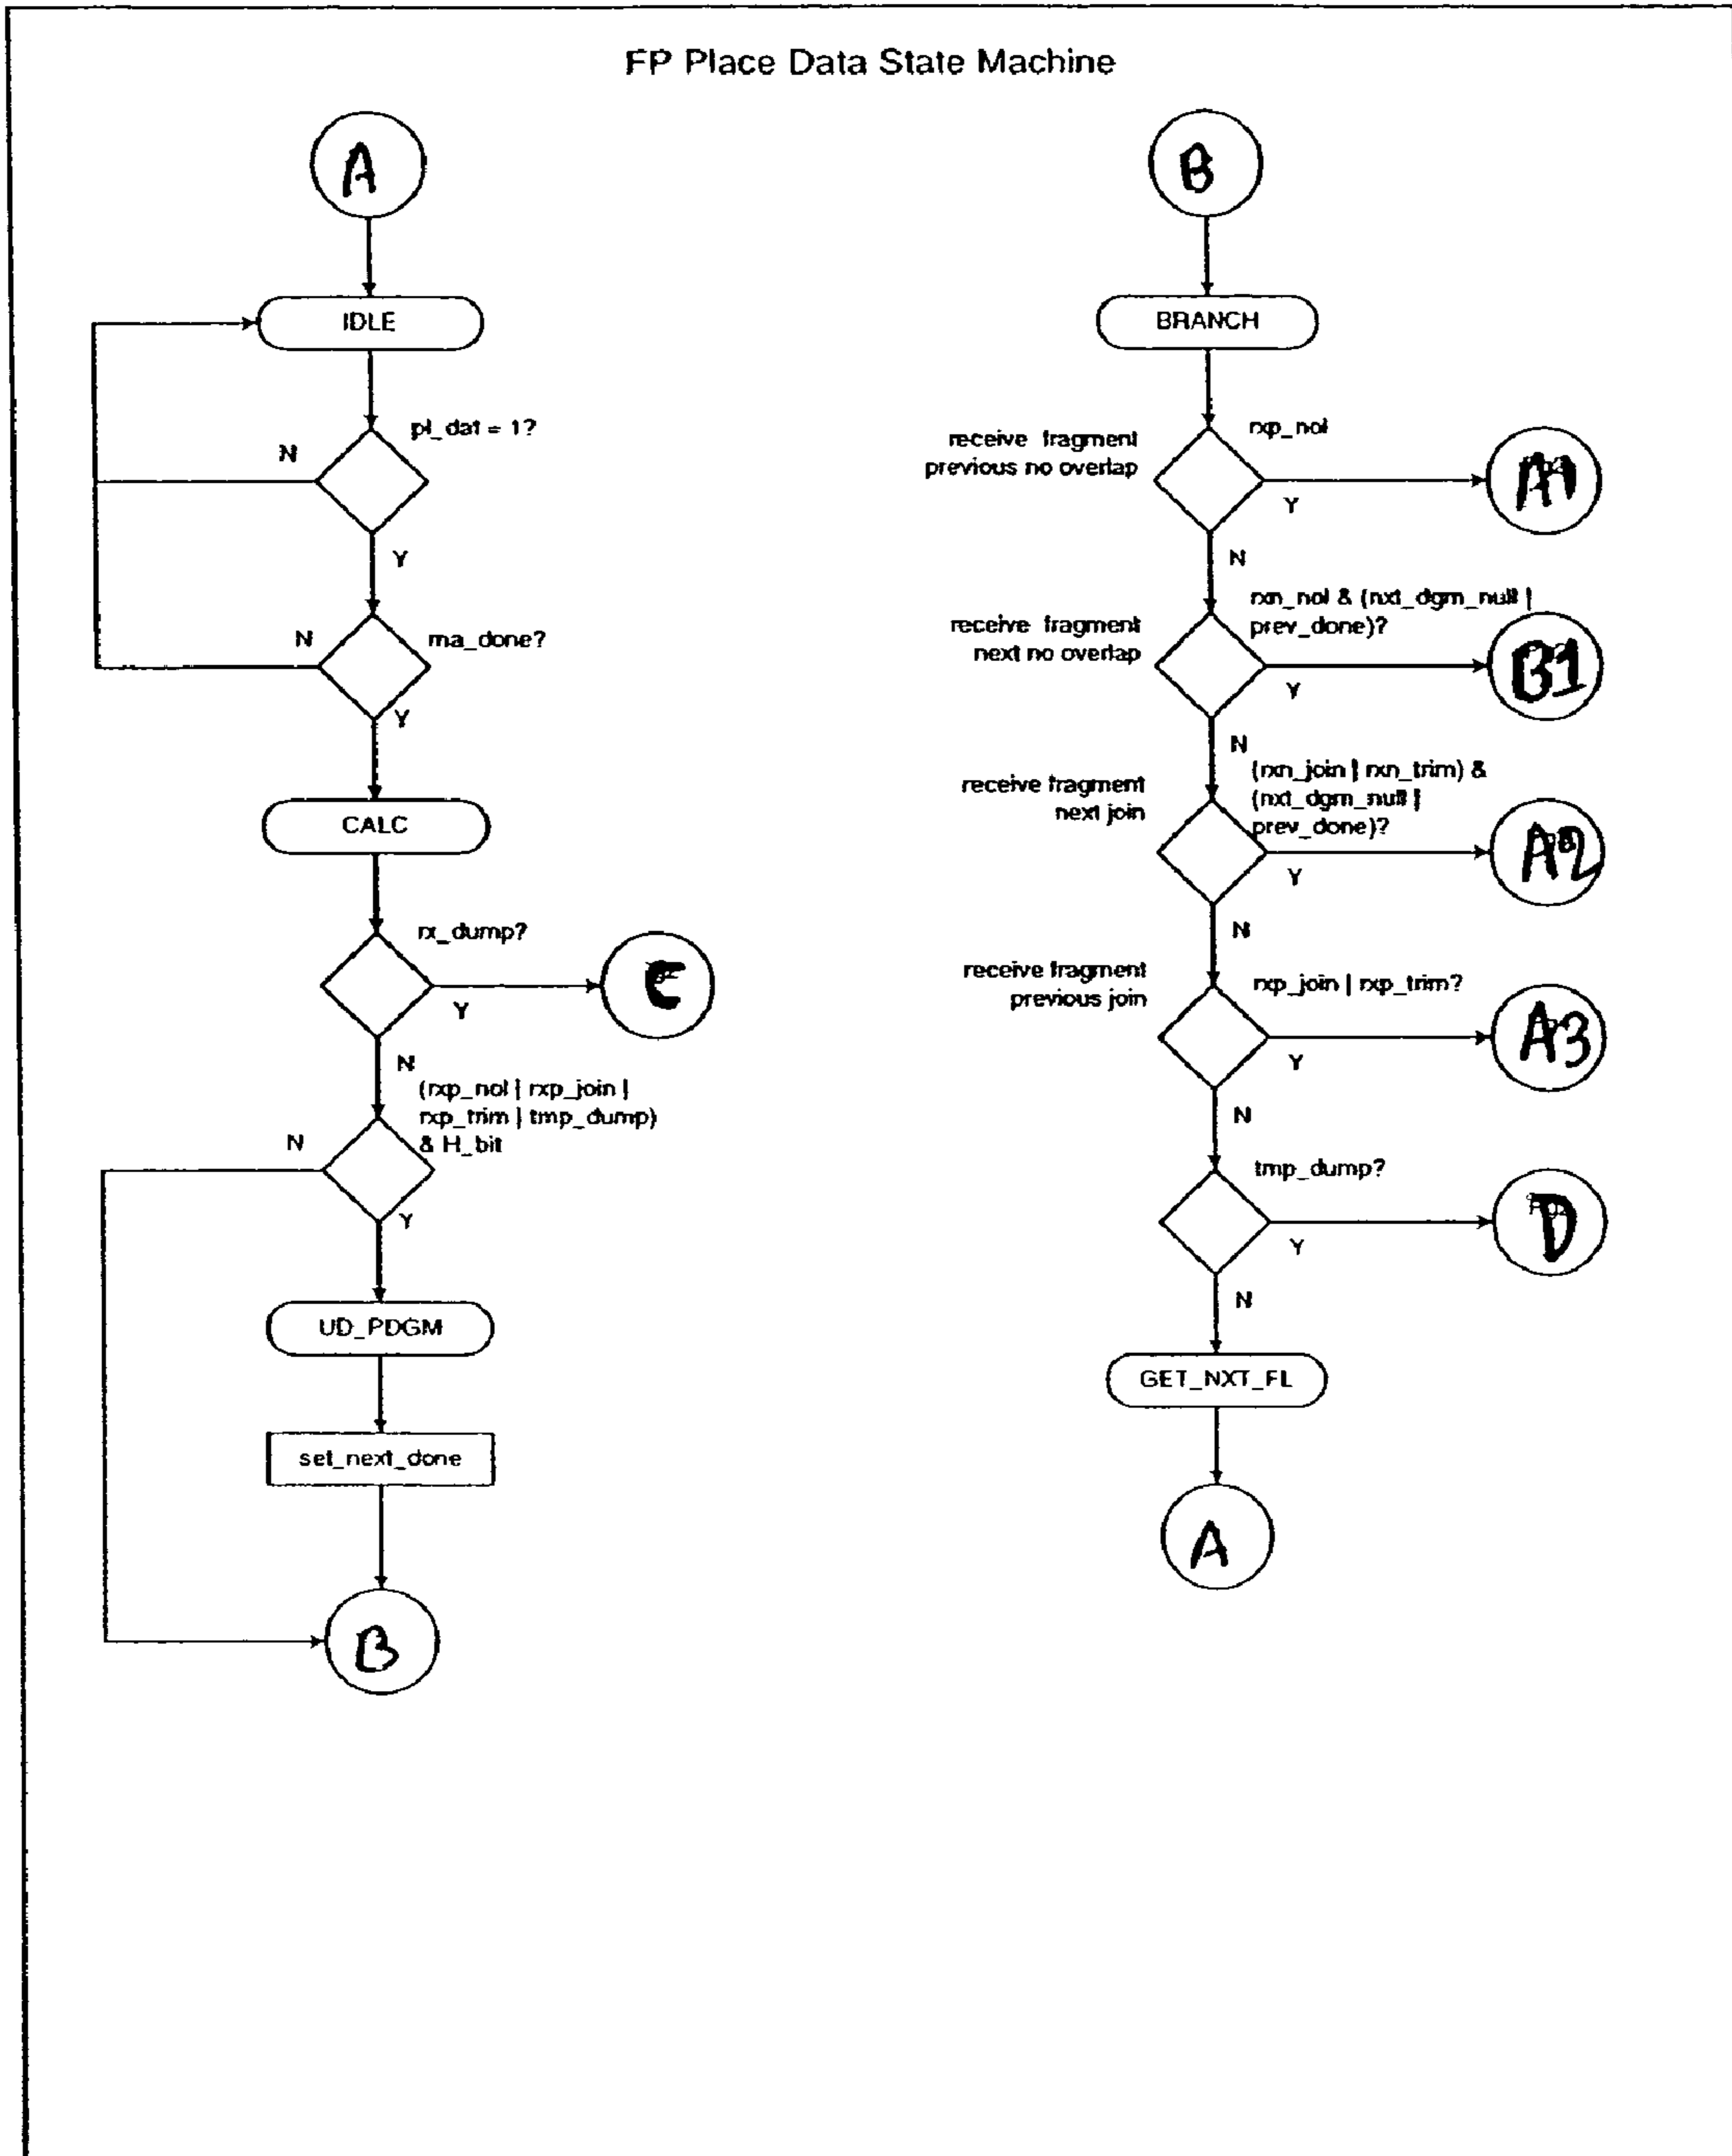 FP Place Data State Machine
A
IDLE
pl_dat = 1?
N
Y
N
ma_done?
Y
CALC
rx_dump?
C
Y
N
(rxp_nol | rxp_join |
rxp_trim | tmp_dump)
& H_bit
N
Y
UD_PDGM
set_next_done
B
B
BRANCH
rxp_nol
receive fragment
previous no overlap
A1
Y
N
rxn_nol & (nxt_dgm_null |
prev_done)?
receive fragment
next no overlap
B1
Y
N
(rxn_join | rxn_trim) &
(nxt_dgm_null |
prev_done)?
receive fragment
next join
A2
Y
N
receive fragment
previous join
rxp_join | rxp_trim?
A3
Y
N
tmp_dump?
D
Y
N
GET_NXT_FL
A